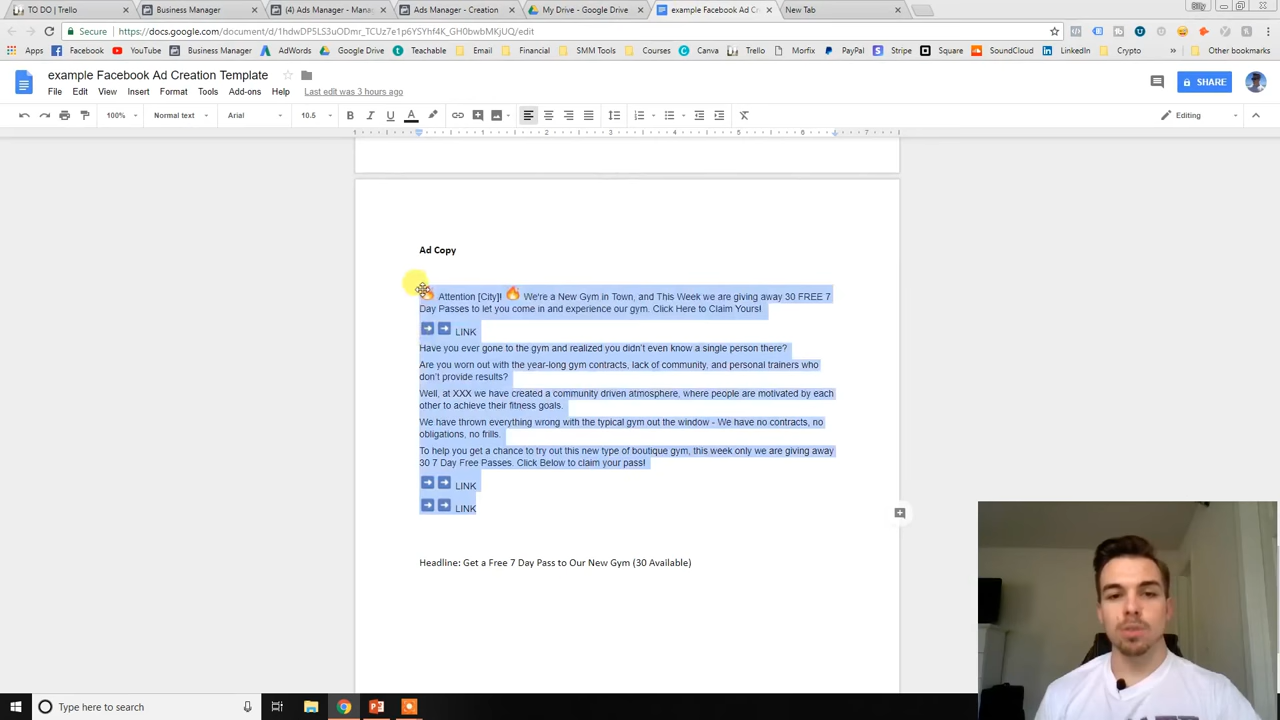 TO DO | Trello
Business Manager
(4) Ads Manager - Mana
Ads Manager - Creation
My Drive - Google Drive
example Facebook Ad Cr
New Tab
Billy
Secure
https://docs.google.com/document/d/1hdwDP5LS3uODmr_TCUz7e1p6YSYhf4K_GH0bwbMKjUQ/edit
Apps
Facebook
YouTube
Business Manager
AdWords
Google Drive
Teachable
Email
Financial
SMM Tools
Courses
Canva
Trello
Morfix
PayPal
Stripe
Square
SoundCloud
LinkedIn
Crypto
Other bookmarks
example Facebook Ad Creation Template
File Edit View Insert Format Tools Add-ons Help Last edit was 3 hours ago
SHARE
100% Normal text Arial 10.5 B I U A Editing
1 2 3 4 5 6 7
Ad Copy
🔥 Attention [City]! 🔥 We're a New Gym in Town, and This Week we are giving away 30 FREE 7
Day Passes to let you come in and experience our gym. Click Here to Claim Yours!
➡️ ➡️ LINK
Have you ever gone to the gym and realized you didn't even know a single person there?
Are you worn out with the year-long gym contracts, lack of community, and personal trainers who
don't provide results?
Well, at XXX we have created a community driven atmosphere, where people are motivated by each
other to achieve their fitness goals.
We have thrown everything wrong with the typical gym out the window - We have no contracts, no
obligations, no frills.
To help you get a chance to try out this new type of boutique gym, this week only we are giving away
30 7 Day Free Passes. Click Below to claim your pass!
➡️ ➡️ LINK
➡️ ➡️ LINK
Headline: Get a Free 7 Day Pass to Our New Gym (30 Available)
Type here to search